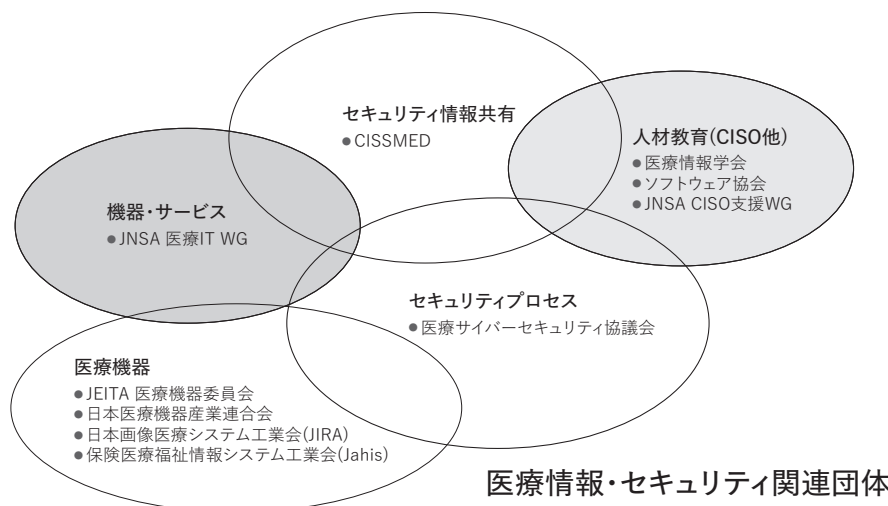 セキュリティ情報共有
●CISSMED
人材教育(CISO他)
●医療情報学会
●ソフトウェア協会
●JNSA CISO支援WG
機器・サービス
●JNSA 医療IT WG
セキュリティプロセス
●医療サイバーセキュリティ協議会
医療機器
●JEITA 医療機器委員会
●日本医療機器産業連合会
●日本画像医療システム工業会(JIRA)
●保険医療福祉情報システム工業会(Jahis)
医療情報・セキュリティ関連団体